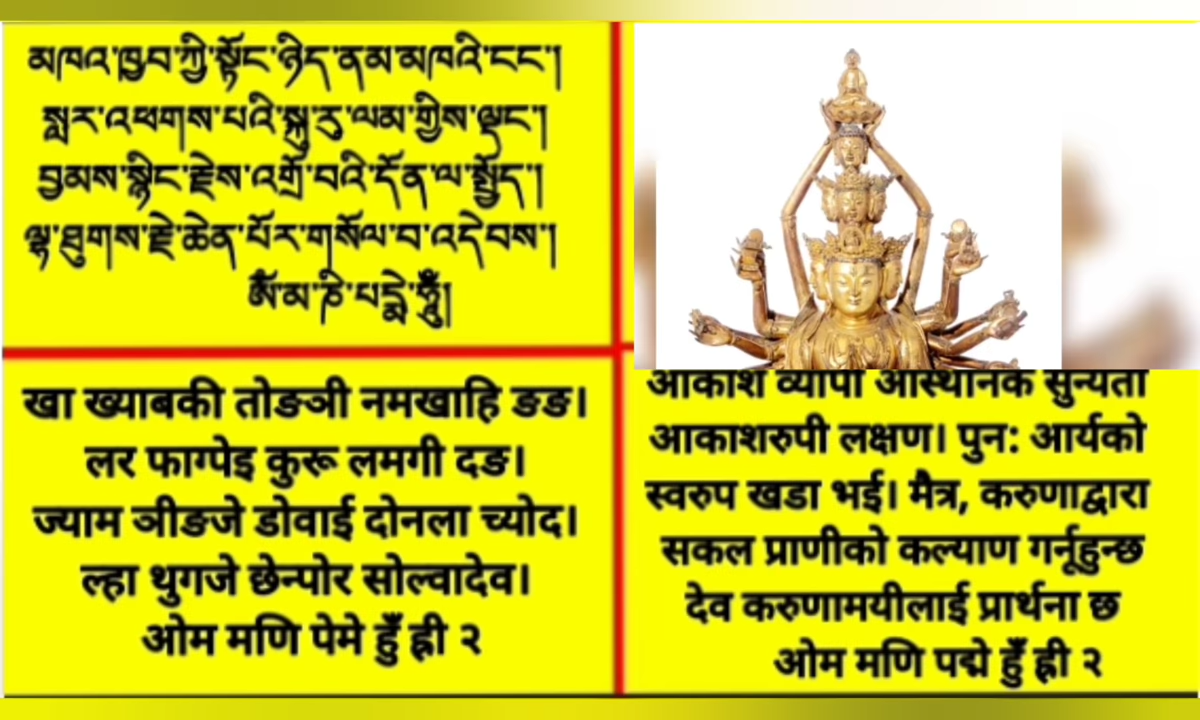 མཁའ་ཁྱབ་ཀྱི་སྟོང་ཉིད་ནམ་མཁའི་ངང་།
སླར་འཕགས་པའི་སྐུ་རུ་ལམ་གྱིས་ལྡང་།
བྱམས་སྙིང་རྗེས་འགྲོ་བའི་དོན་ལ་སྤྱོད།
ལྷ་ཐུགས་རྗེ་ཆེན་པོར་གསོལ་བ་འདེབས་།
ༀ་མ་ཎི་པདྨེ་ཧཱུྃ།
खा ख्याबकी तोङञी नमखाहि ङङ।
लर फाग्पेइ कुरू लमगी दङ।
ज्याम ञीङजे डोवाई दोनला च्योद।
ल्हा थुगजे छेन्पोर सोल्वादेव।
ओम मणि पेमे हुँ ह्री २
आकाश व्यापी आस्थानक सुन्यता
आकाशरुपी लक्षण। पुन: आर्यको
स्वरुप खडा भई। मैत्र, करुणाद्वारा
सकल प्राणीको कल्याण गर्नूहुन्छ
देव करुणामयीलाई प्रार्थना छ
ओम मणि पद्मे हुँ ह्री २